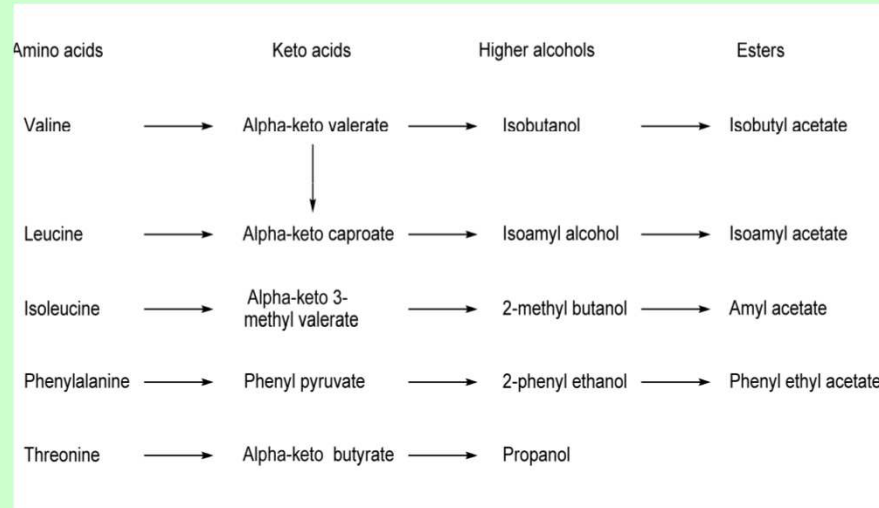 Amino acids Keto acids Higher alcohols Esters
Valine Alpha-keto valerate Isobutanol Isobutyl acetate
Leucine Alpha-keto caproate Isoamyl alcohol Isoamyl acetate
Isoleucine Alpha-keto 3-
methyl valerate 2-methyl butanol Amyl acetate
Phenylalanine Phenyl pyruvate 2-phenyl ethanol Phenyl ethyl acetate
Threonine Alpha-keto butyrate Propanol